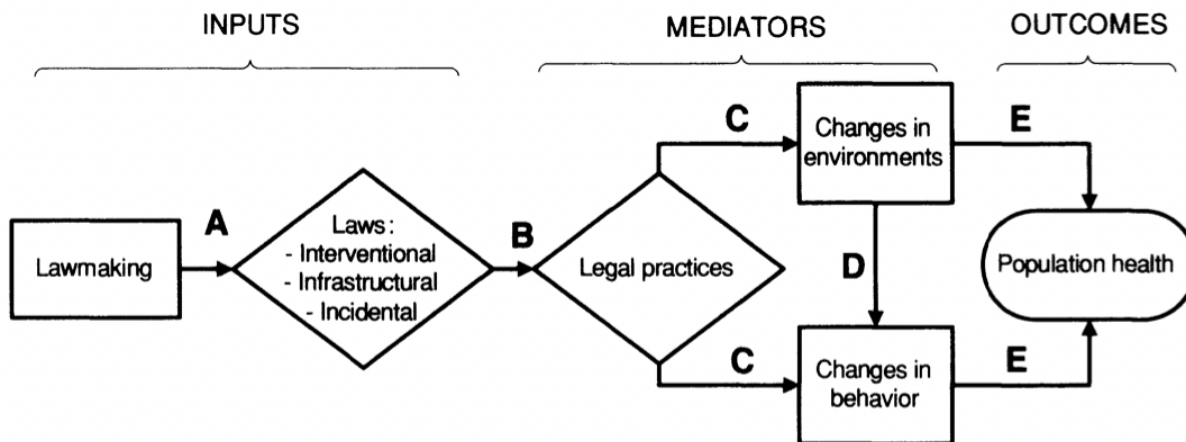 INPUTS
MEDIATORS
OUTCOMES
Lawmaking
A
Laws:
- Interventional
- Infrastructural
- Incidental
B
Legal practices
C
Changes in
environments
E
D
C
Changes in
behavior
E
Population health